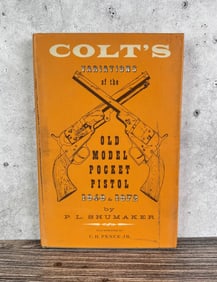 COLT'S
VARIATIONS
of the
OLD
MODEL
POCKET
PISTOL
1848 to 1872
by
P. L. SHUMAKER